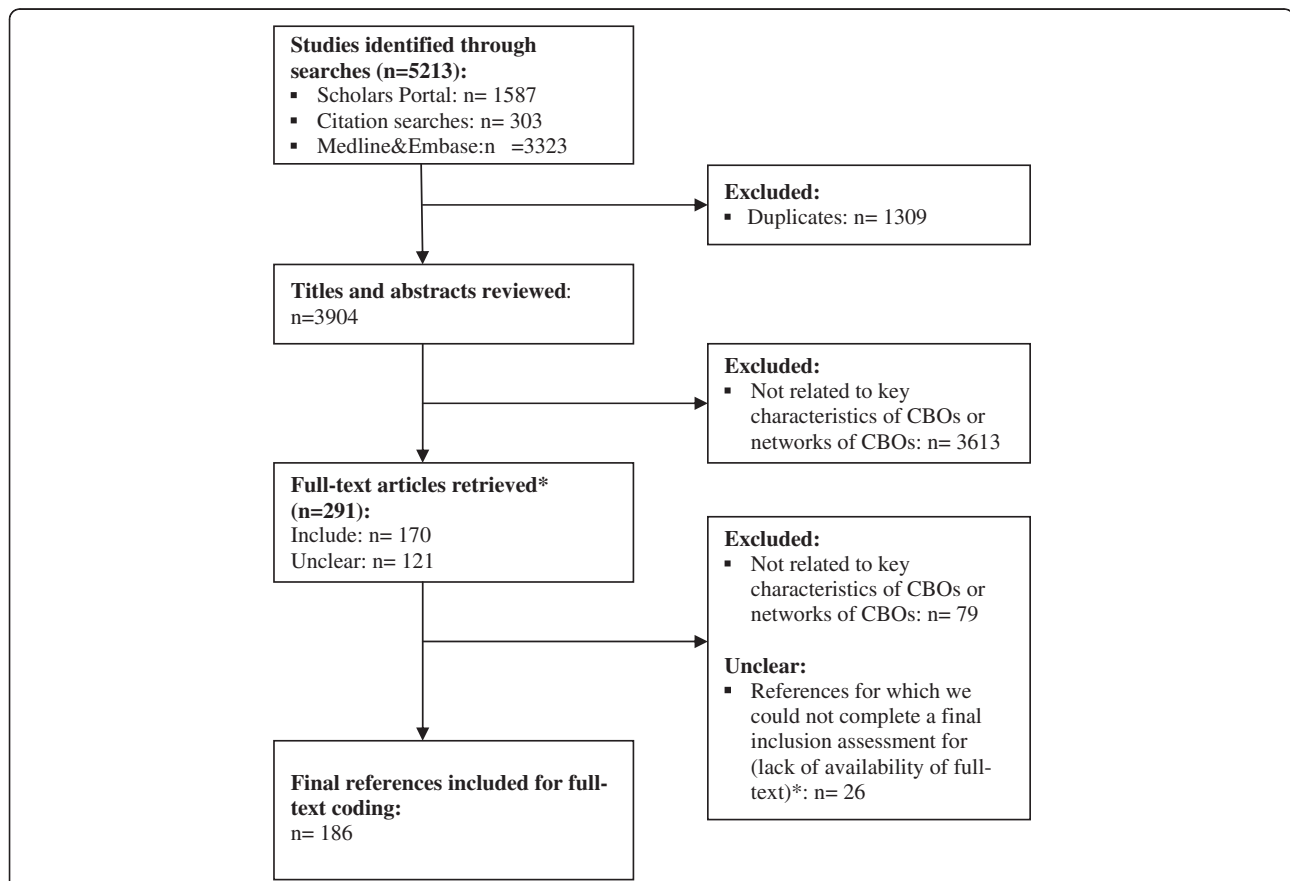 Studies identified through
searches (n=5213):
▪ Scholars Portal: n= 1587
▪ Citation searches: n= 303
▪ Medline&Embase:n =3323
Excluded:
▪ Duplicates: n= 1309
Titles and abstracts reviewed:
n=3904
Excluded:
▪ Not related to key
characteristics of CBOs or
networks of CBOs: n= 3613
Full-text articles retrieved*
(n=291):
Include: n= 170
Unclear: n= 121
Excluded:
▪ Not related to key
characteristics of CBOs or
networks of CBOs: n= 79
Unclear:
▪ References for which we
could not complete a final
inclusion assessment for
(lack of availability of full-
text)*: n= 26
Final references included for full-
text coding:
n= 186